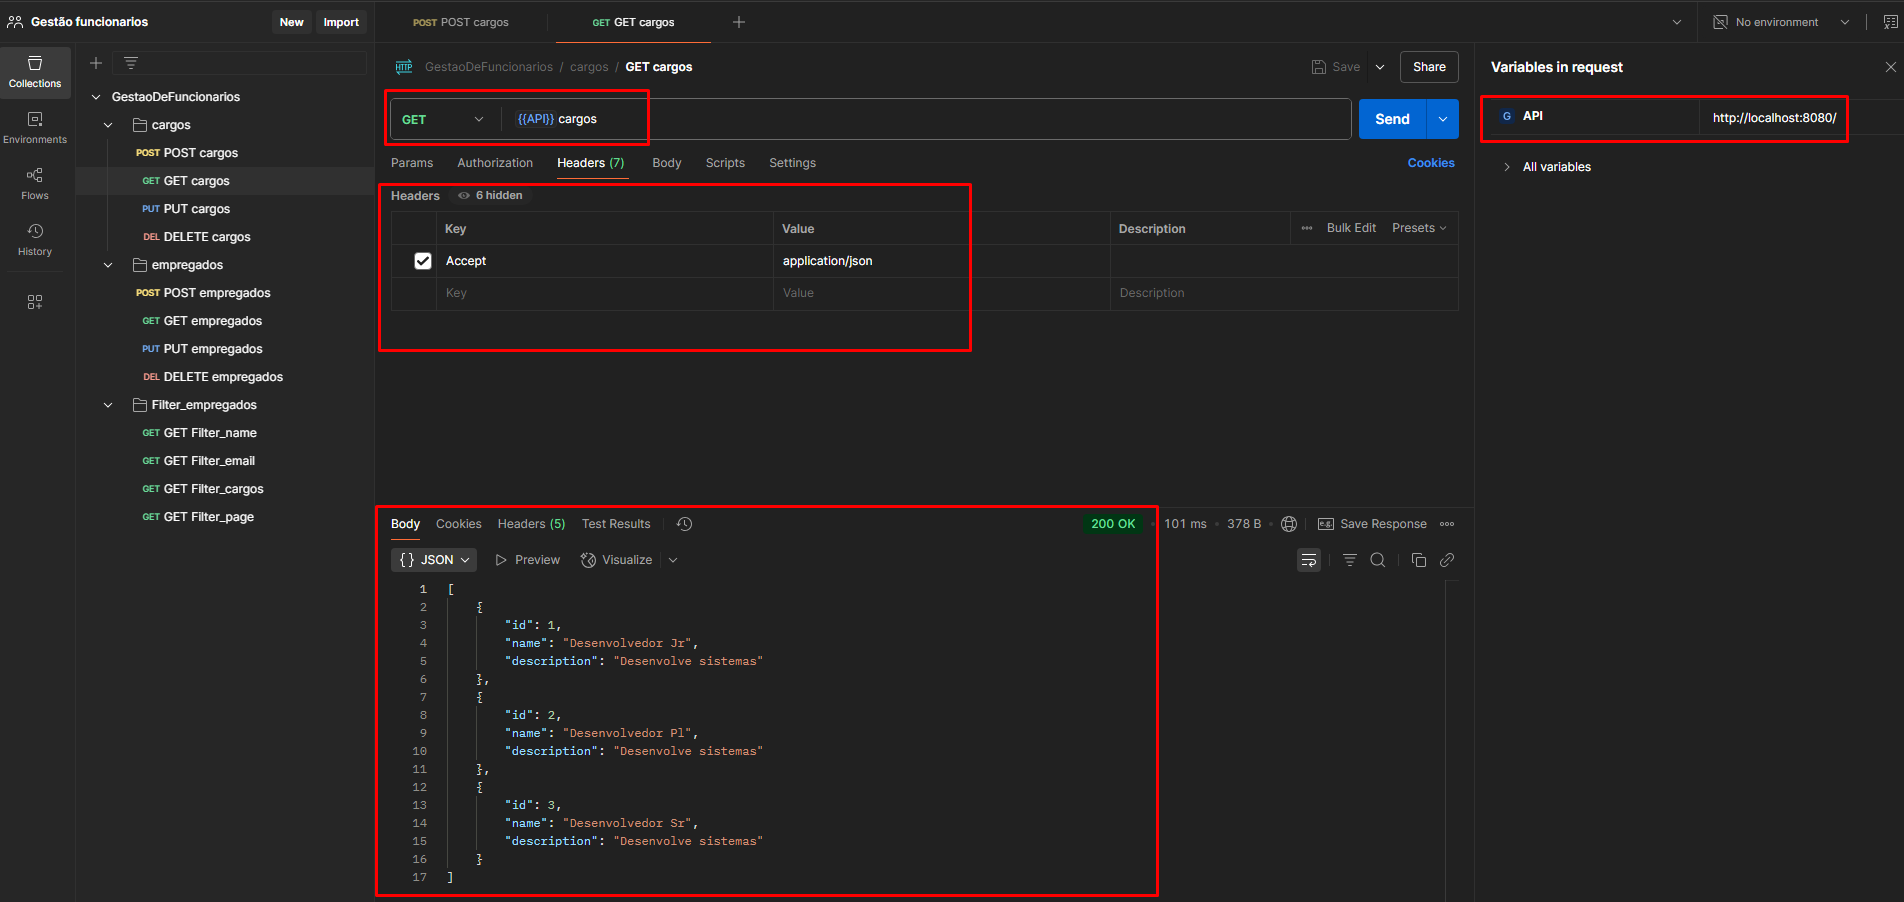 Gestão funcionarios
New
Import
POST POST cargos
GET GET cargos
No environment
Collections
Environments
Flows
History
GestaoDeFuncionarios
cargos
POST POST cargos
GET GET cargos
PUT PUT cargos
DEL DELETE cargos
empregados
POST POST empregados
GET GET empregados
PUT PUT empregados
DEL DELETE empregados
Filter_empregados
GET GET Filter_name
GET GET Filter_email
GET GET Filter_cargos
GET GET Filter_page
HTTP GestaoDeFuncionarios / cargos / GET cargos
Save
Share
GET {{API}} cargos
Send
Params Authorization Headers (7) Body Scripts Settings
Cookies
Headers 6 hidden
Key Value Description Bulk Edit Presets
Accept application/json
Key Value Description
Body Cookies Headers (5) Test Results
200 OK • 101 ms • 378 B
e.g. Save Response
{} JSON Preview Visualize
1 [
2 {
3 "id": 1,
4 "name": "Desenvolvedor Jr",
5 "description": "Desenvolve sistemas"
6 },
7 {
8 "id": 2,
9 "name": "Desenvolvedor Pl",
10 "description": "Desenvolve sistemas"
11 },
12 {
13 "id": 3,
14 "name": "Desenvolvedor Sr",
15 "description": "Desenvolve sistemas"
16 }
17 ]
Variables in request
G API http://localhost:8080/
All variables